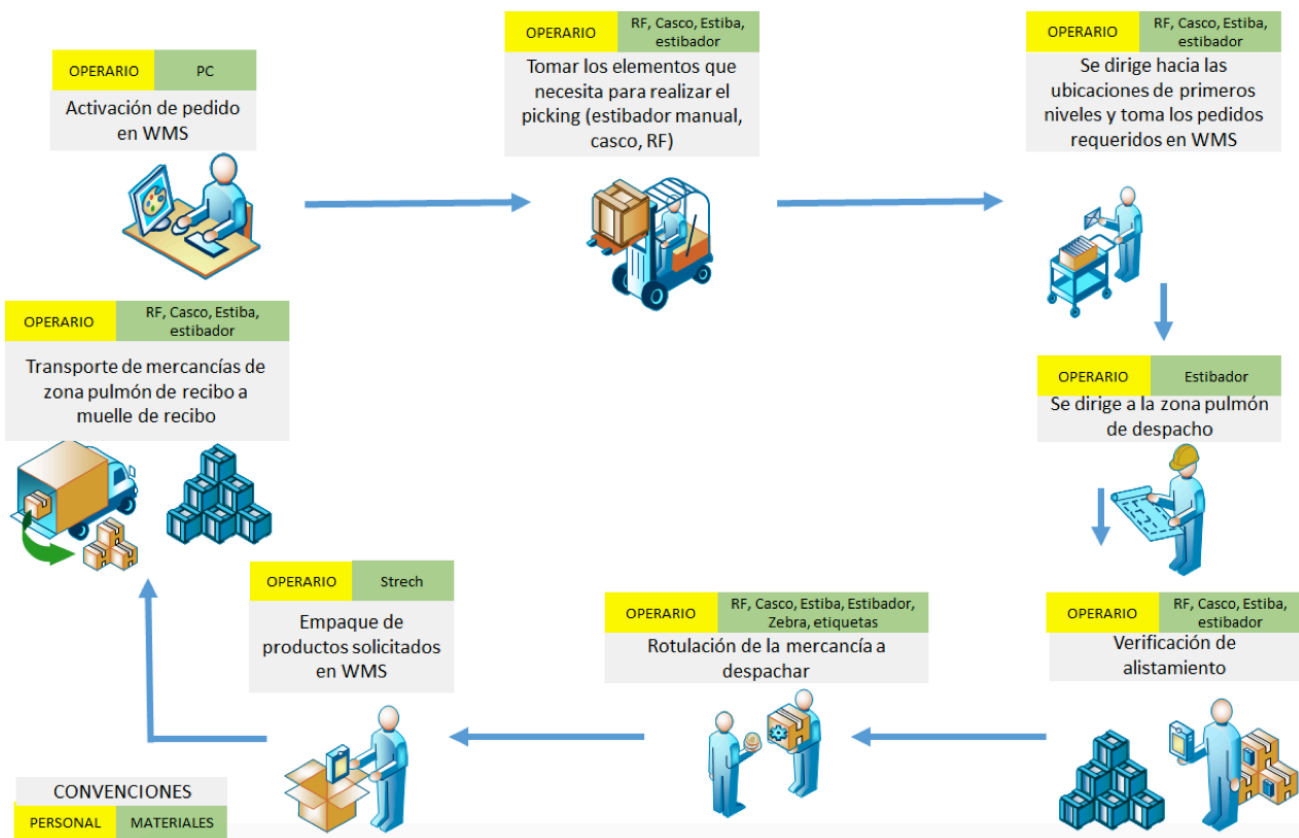 OPERARIO
PC
Activación de pedido
en WMS
OPERARIO
RF, Casco, Estiba,
estibador
Tomar los elementos que
necesita para realizar el
picking (estibador manual,
casco, RF)
OPERARIO
RF, Casco, Estiba,
estibador
Se dirige hacia las
ubicaciones de primeros
niveles y toma los pedidos
requeridos en WMS
OPERARIO
Estibador
Se dirige a la zona pulmón
de despacho
OPERARIO
RF, Casco, Estiba,
estibador
Verificación de
alistamiento
OPERARIO
RF, Casco, Estiba, Estibador,
Zebra, etiquetas
Rotulación de la mercancía a
despachar
OPERARIO
Strech
Empaque de
productos solicitados
en WMS
OPERARIO
RF, Casco, Estiba,
estibador
Transporte de mercancías de
zona pulmón de recibo a
muelle de recibo
CONVENCIONES
PERSONAL
MATERIALES